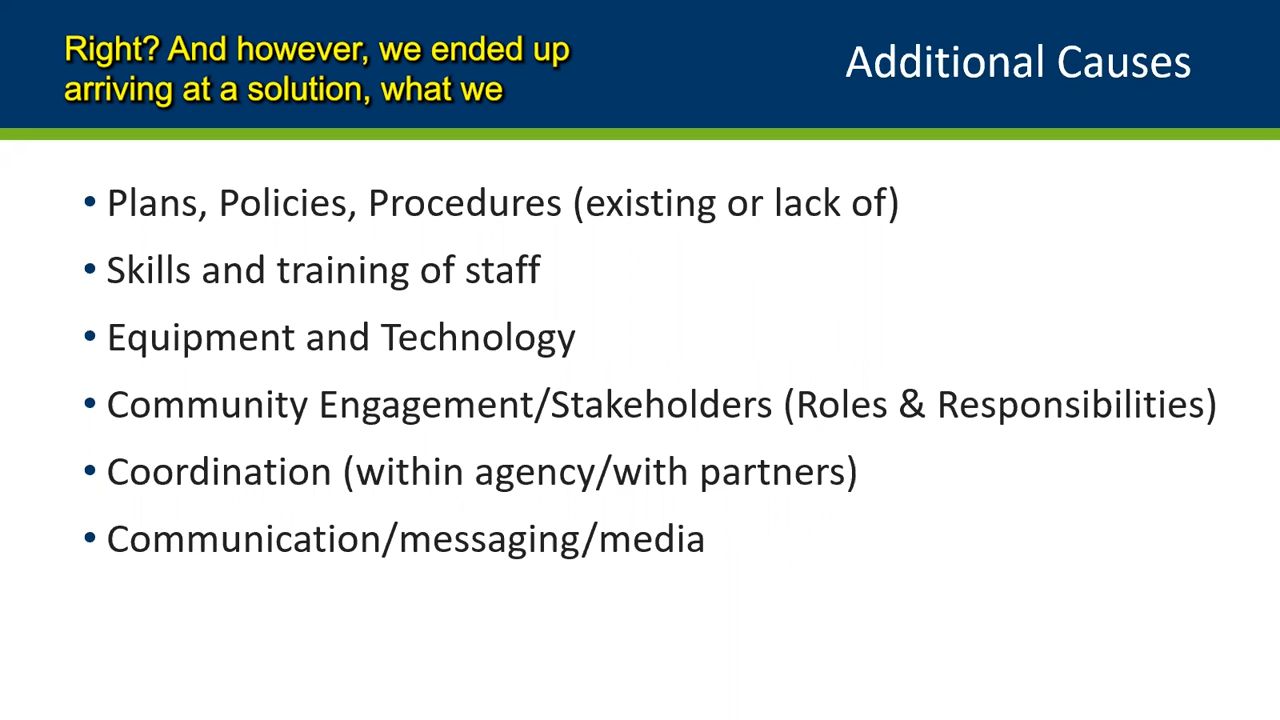 Right? And however, we ended up
arriving at a solution, what we
Additional Causes
• Plans, Policies, Procedures (existing or lack of)
• Skills and training of staff
• Equipment and Technology
• Community Engagement/Stakeholders (Roles & Responsibilities)
• Coordination (within agency/with partners)
• Communication/messaging/media